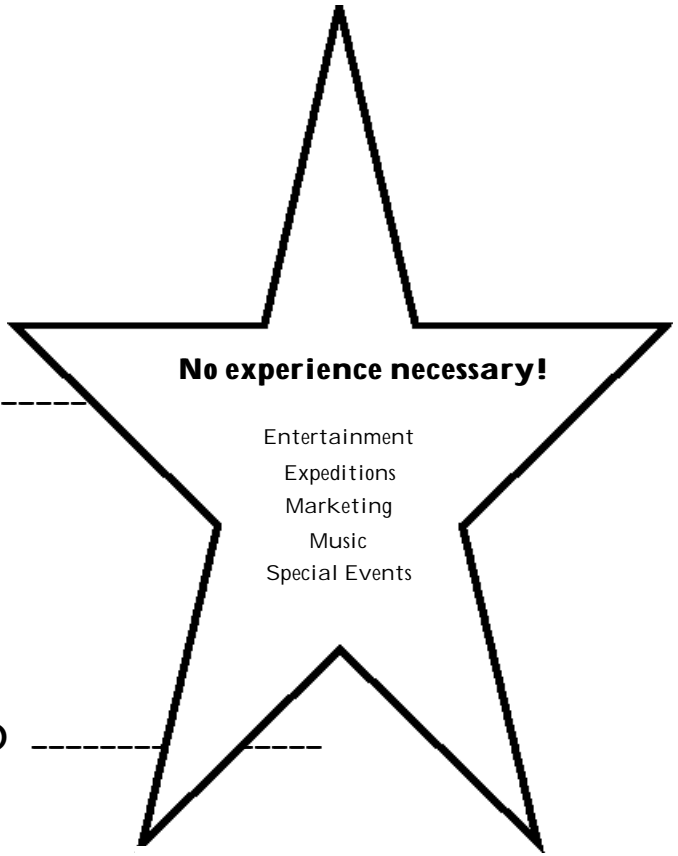 No experience necessary!
Entertainment
Expeditions
Marketing
Music
Special Events